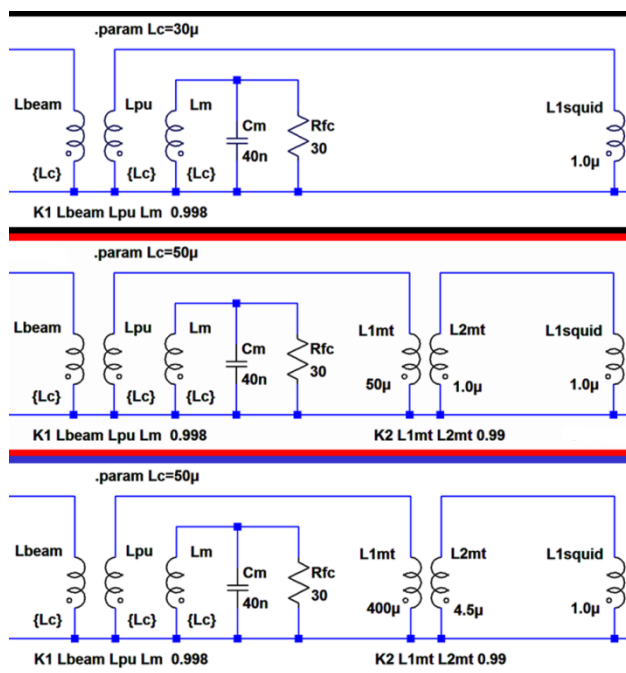 .param Lc=30µ
Lbeam Lpu Lm L1squid
Cm Rfc
40n 30 1.0µ
{Lc} {Lc} {Lc}
K1 Lbeam Lpu Lm 0.998
.param Lc=50µ
Lbeam Lpu Lm L1mt L2mt L1squid
Cm Rfc
40n 30 50µ 1.0µ 1.0µ
{Lc} {Lc} {Lc}
K1 Lbeam Lpu Lm 0.998 K2 L1mt L2mt 0.99
.param Lc=50µ
Lbeam Lpu Lm L1mt L2mt L1squid
Cm Rfc
40n 30 400µ 4.5µ 1.0µ
{Lc} {Lc} {Lc}
K1 Lbeam Lpu Lm 0.998 K2 L1mt L2mt 0.99